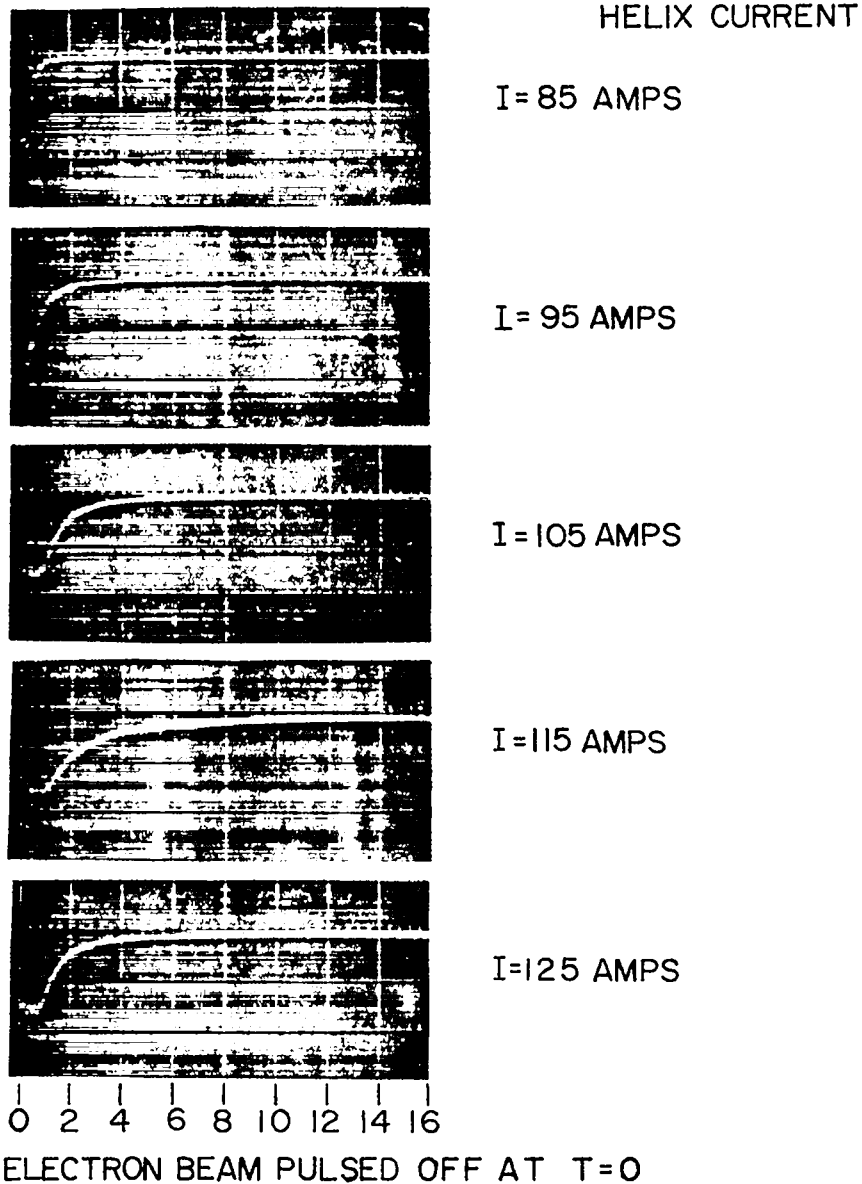 HELIX CURRENT
I=85 AMPS
I=95 AMPS
I=105 AMPS
I=115 AMPS
I=125 AMPS
0 2 4 6 8 10 12 14 16
ELECTRON BEAM PULSED OFF AT T=0